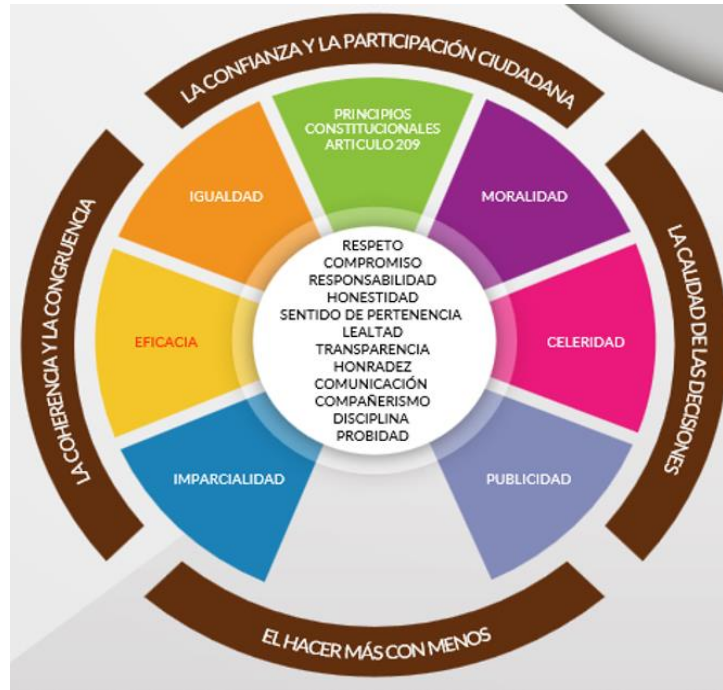 LA CONFIANZA Y LA PARTICIPACIÓN CIUDADANA
PRINCIPIOS
CONSTITUCIONALES
ARTICULO 209
IGUALDAD
MORALIDAD
LA COHERENCIA Y LA CONGRUENCIA
LA CALIDAD DE LAS DECISIONES
EFICACIA
CELERIDAD
RESPETO
COMPROMISO
RESPONSABILIDAD
HONESTIDAD
SENTIDO DE PERTENENCIA
LEALTAD
TRANSPARENCIA
HONRADEZ
COMUNICACIÓN
COMPAÑERISMO
DISCIPLINA
PROBIDAD
IMPARCIALIDAD
PUBLICIDAD
EL HACER MÁS CON MENOS